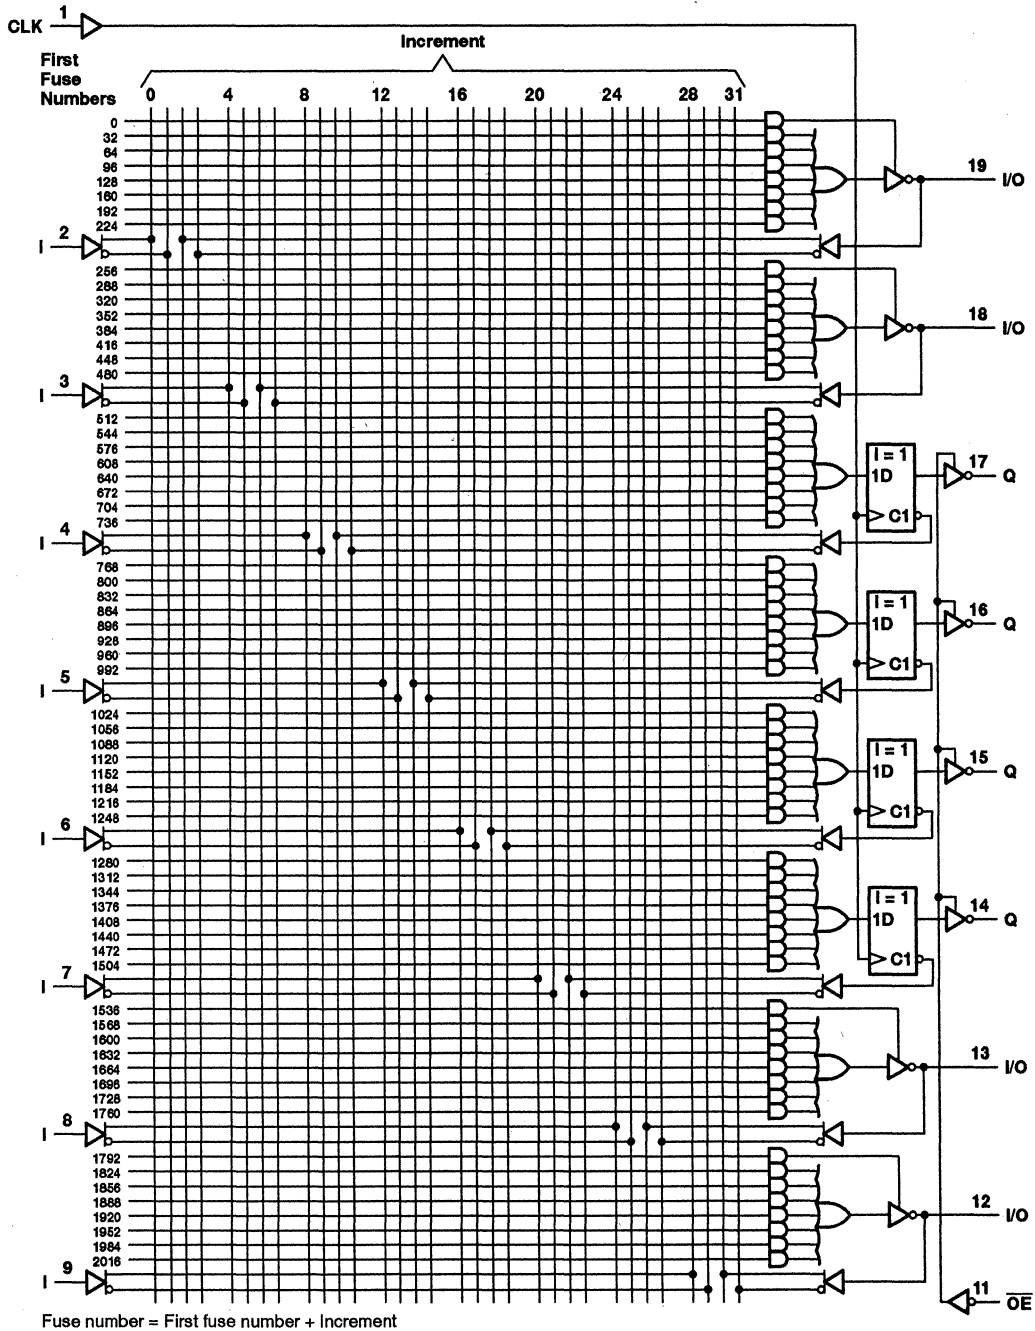 CLK 1
Increment
First
Fuse
Numbers 0 4 8 12 16 20 24 28 31
0
32
64
96 19
128 I/O
160
192
224
I 2
256
288
320
352 18
384 I/O
416
448
480
I 3
512
544
576 I = 1
608 17
640 1D Q
672
704
736 C1
I 4
768
800
832 I = 1
864 16
896 1D Q
928
960
992 C1
I 5
1024
1056
1088 I = 1
1120 15
1152 1D Q
1184
1216
1248 C1
I 6
1280
1312
1344 I = 1
1376 14
1408 1D Q
1440
1472
1504 C1
I 7
1536
1568
1600
1632 13
1664 I/O
1696
1728
1760
I 8
1792
1824
1856
1888 12
1920 I/O
1952
1984
2016
I 9
11 OE
Fuse number = First fuse number + Increment